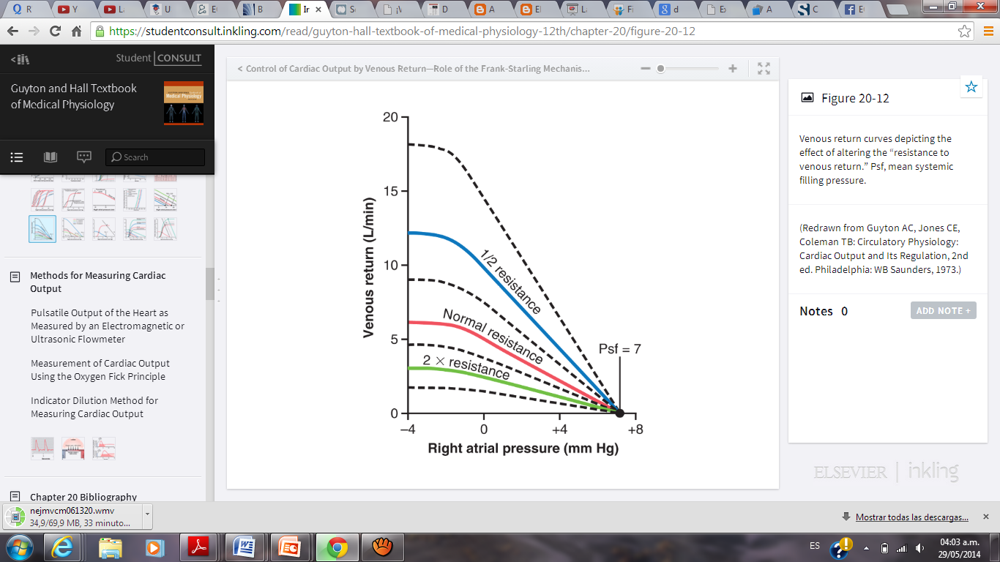 R
Y
L
U
E
B
Ir
S
¡\
D
A
E
L
Fi
d
E
A
C
E
https://studentconsult.inkling.com/read/guyton-hall-textbook-of-medical-physiology-12th/chapter-20/figure-20-12
Student CONSULT
Guyton and Hall Textbook
of Medical Physiology
Search
Methods for Measuring Cardiac
Output
Pulsatile Output of the Heart as
Measured by an Electromagnetic or
Ultrasonic Flowmeter
Measurement of Cardiac Output
Using the Oxygen Fick Principle
Indicator Dilution Method for
Measuring Cardiac Output
Chapter 20 Bibliography
< Control of Cardiac Output by Venous Return—Role of the Frank-Starling Mechanis...
20
15
10
5
0
Venous return (L/min)
1/2 resistance
Normal resistance
2 × resistance
Psf = 7
–4 0 +4 +8
Right atrial pressure (mm Hg)
Figure 20-12
Venous return curves depicting the
effect of altering the “resistance to
venous return.” Psf, mean systemic
filling pressure.
(Redrawn from Guyton AC, Jones CE,
Coleman TB: Circulatory Physiology:
Cardiac Output and Its Regulation, 2nd
ed. Philadelphia: WB Saunders, 1973.)
Notes 0
ADD NOTE +
ELSEVIER | inkling
nejmvcm061320.wmv
34,9/69,9 MB, 33 minuto...
Mostrar todas las descargas...
ES
04:03 a.m.
29/05/2014